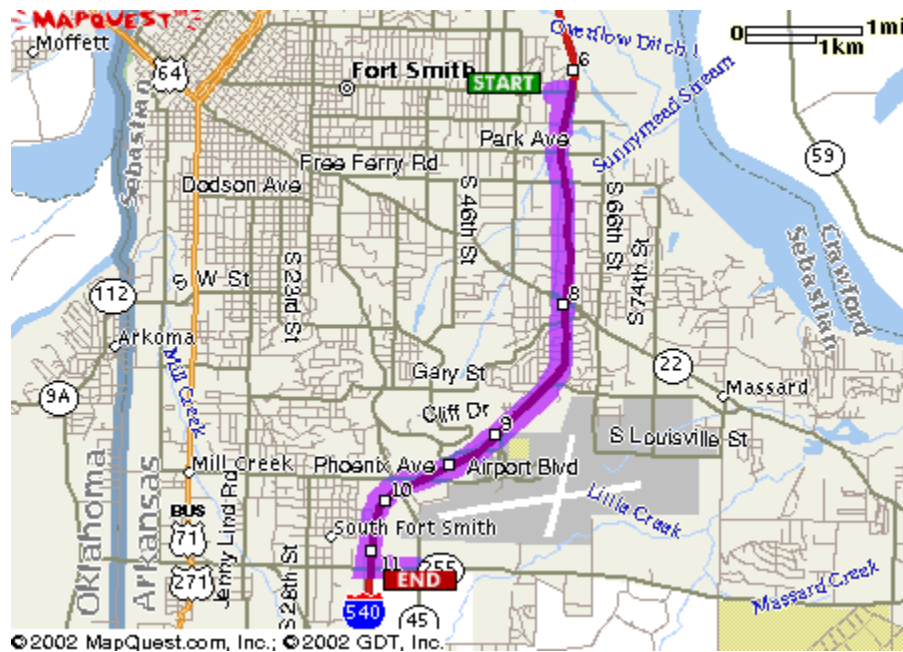 MAPQUEST
Moffett
64
Fort Smith
START
6
Overflow Ditch 1
0
1mi
1km
Sunnymead Stream
Park Ave
Free Ferry Rd
59
Sebastian
Dodson Ave
S 46th St
S 66th St
S 74th St
Crawford
Sebastian
S W St
S 23rd St
112
8
Arkoma
Mill Creek
Gary St
22
Massard
9A
Cliff Dr
9
S Louisville St
Mill Creek
Phoenix Ave
Airport Blvd
10
Little Creek
Oklahoma
Arkansas
BUS
71
Jenny Lind Rd
South Fort Smith
S 28th St
11
255
271
END
Massard Creek
540
45
©2002 MapQuest.com, Inc.; ©2002 GDT, Inc.